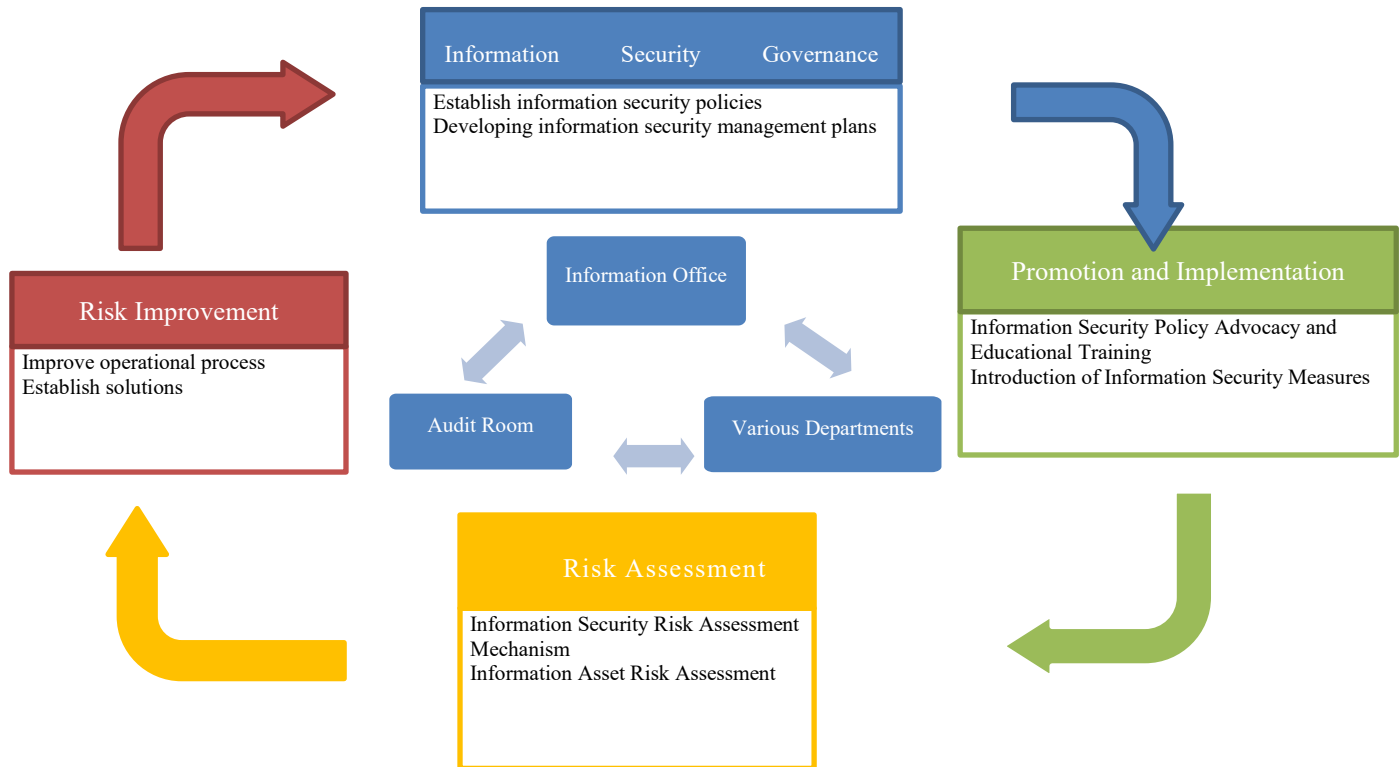 Information Security Governance
Establish information security policies
Developing information security management plans
Information Office
Promotion and Implementation
Information Security Policy Advocacy and
Educational Training
Introduction of Information Security Measures
Risk Improvement
Improve operational process
Establish solutions
Audit Room
Various Departments
Risk Assessment
Information Security Risk Assessment
Mechanism
Information Asset Risk Assessment